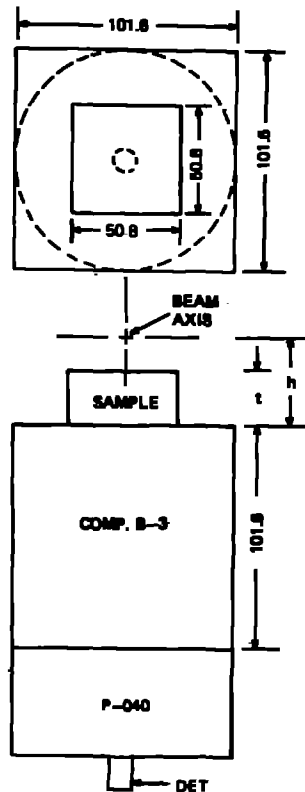 101.6
50.8
101.6
50.8
BEAM
AXIS
SAMPLE
t
h
COMP. B-3
101.6
P-040
DET